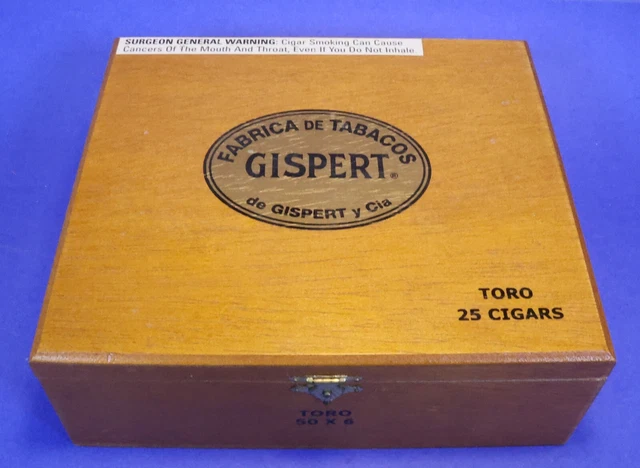 SURGEON GENERAL WARNING: Cigar Smoking Can Cause
Cancers Of The Mouth And Throat, Even If You Do Not Inhale.
FABRICA DE TABACOS
GISPERT®
de GISPERT y Cia
TORO
25 CIGARS
TORO
50 X 6